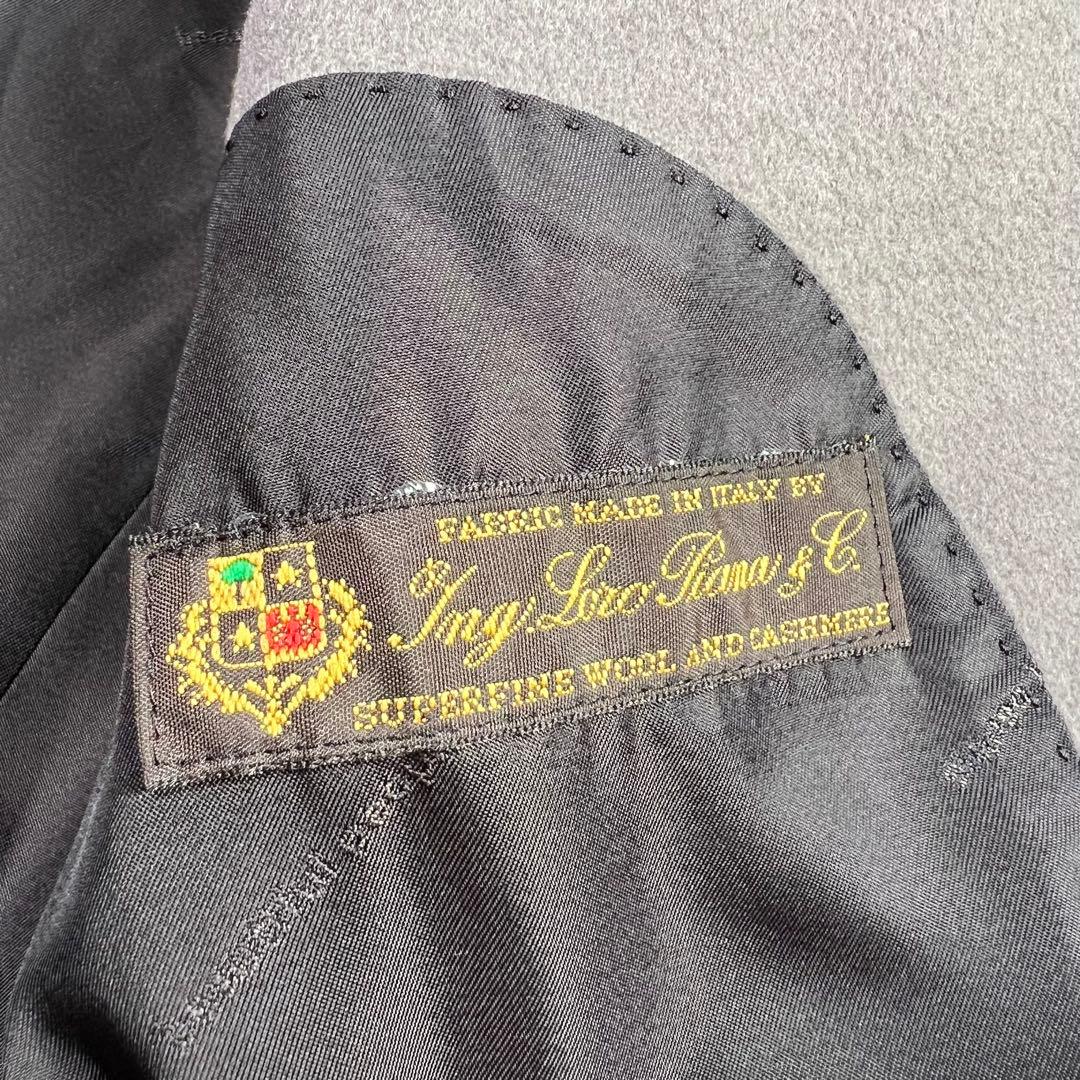 FABRIC MADE IN ITALY BY
Ing. Loro Piana & C.
SUPERFINE WOOL AND CASHMERE